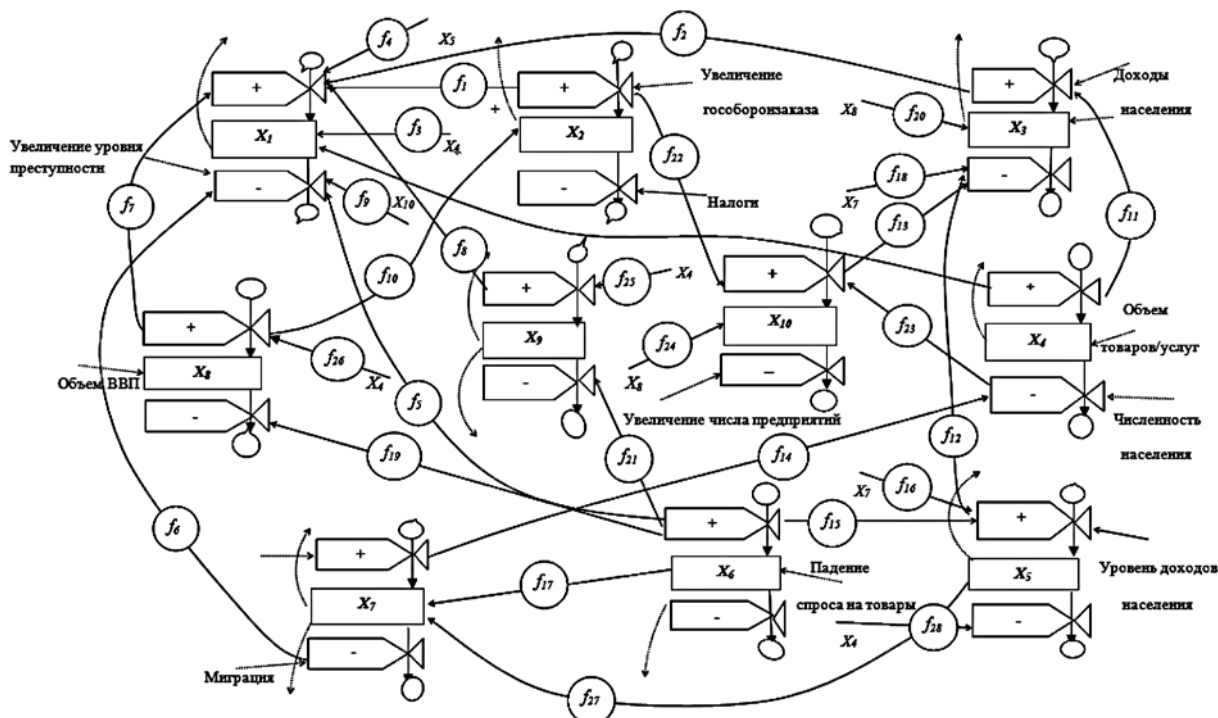 f4
X5
f2
+
f1
+
Увеличение
гособоронзаказа
+
Доходы
населения
X8
f20
X1
f3
X4
+
X2
X3
Увеличение уровня
преступности
-
f9
X10
f22
-
Налоги
X7
f18
-
f13
f7
f8
f11
f10
+
f25
X4
+
+
Объем
товаров/услуг
+
f26
X4
X9
f24
X8
X10
f23
X4
X8
Объем ВВП
-
f5
-
–
Увеличение числа предприятий
-
Численность
населения
f19
f21
f14
f12
X7
f16
f6
+
+
f15
+
Уровень доходов
населения
f17
X6
Падение
спроса на товары
X5
X7
-
X4
f28
-
-
Миграция
f27